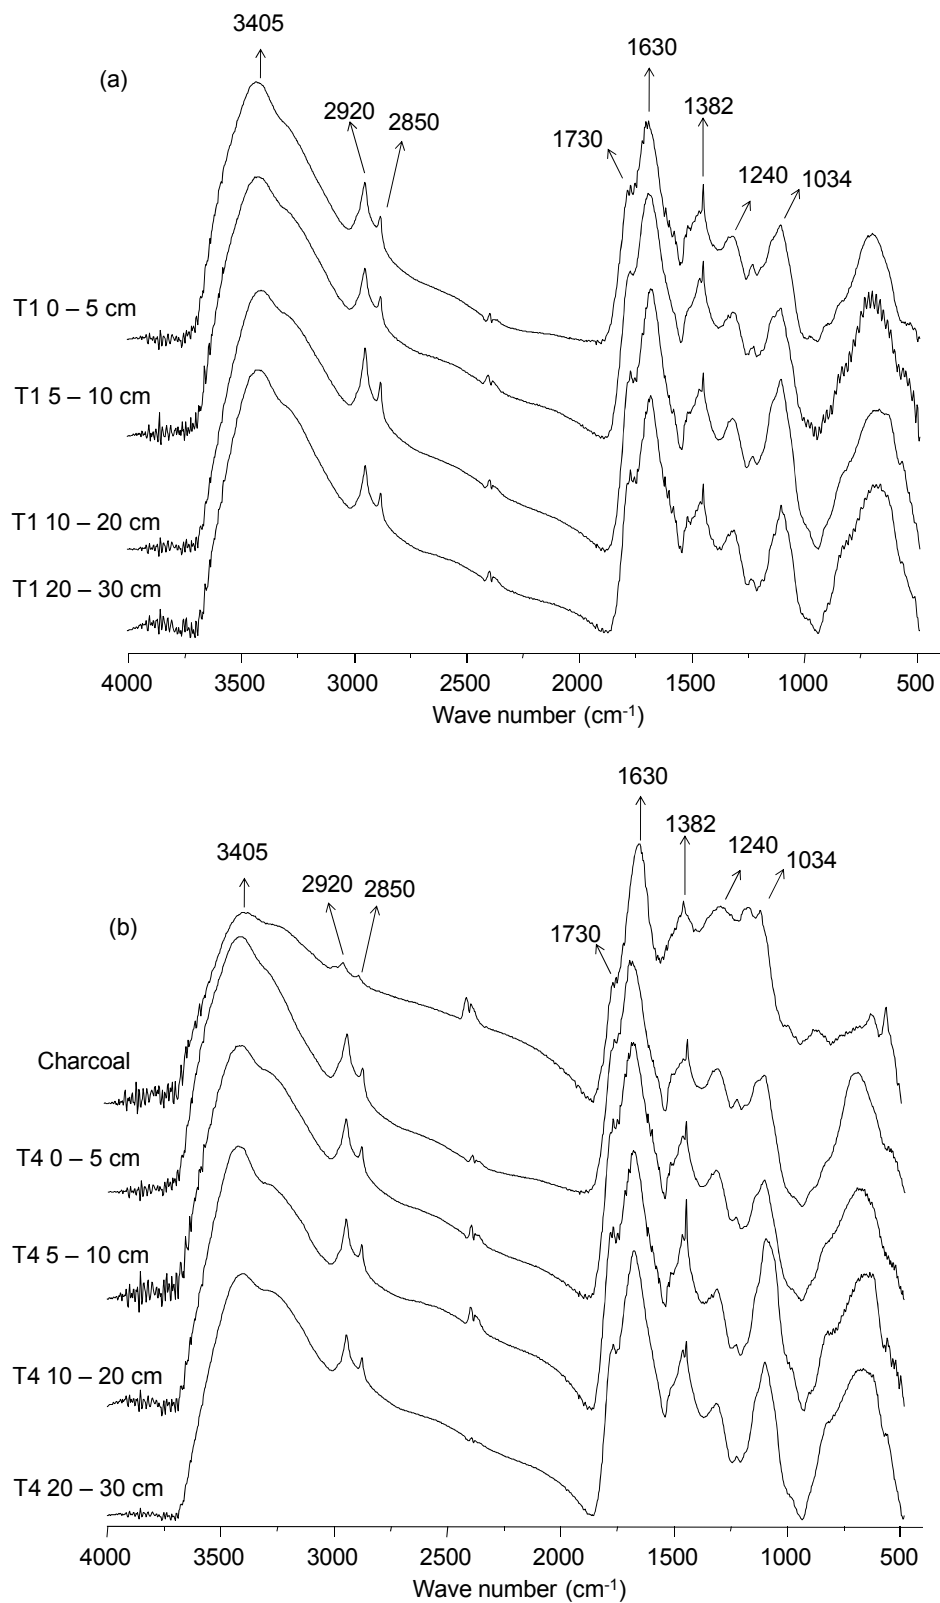 3405
1630
(a)
2920
2850
1382
1730
1240
1034
T1 0 – 5 cm
T1 5 – 10 cm
T1 10 – 20 cm
T1 20 – 30 cm
4000 3500 3000 2500 2000 1500 1000 500
Wave number (cm-1)
1630
1382
3405
1240
2920
2850
1034
(b)
1730
Charcoal
T4 0 – 5 cm
T4 5 – 10 cm
T4 10 – 20 cm
T4 20 – 30 cm
4000 3500 3000 2500 2000 1500 1000 500
Wave number (cm-1)